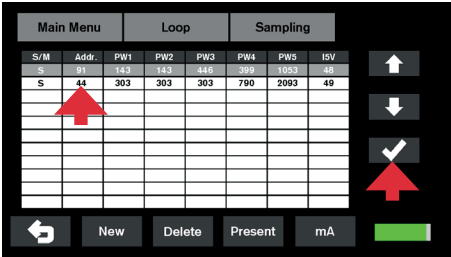 Main Menu Loop Sampling
S/M Addr. PW1 PW2 PW3 PW4 PW5 I5V
S 91 143 143 446 399 1053 48
S 44 303 303 303 790 2093 49
New Delete Present mA